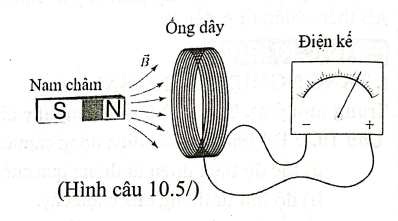 Ống dây
Điện kế
B
Nam châm
S N
− +
(Hình câu 10.5/)